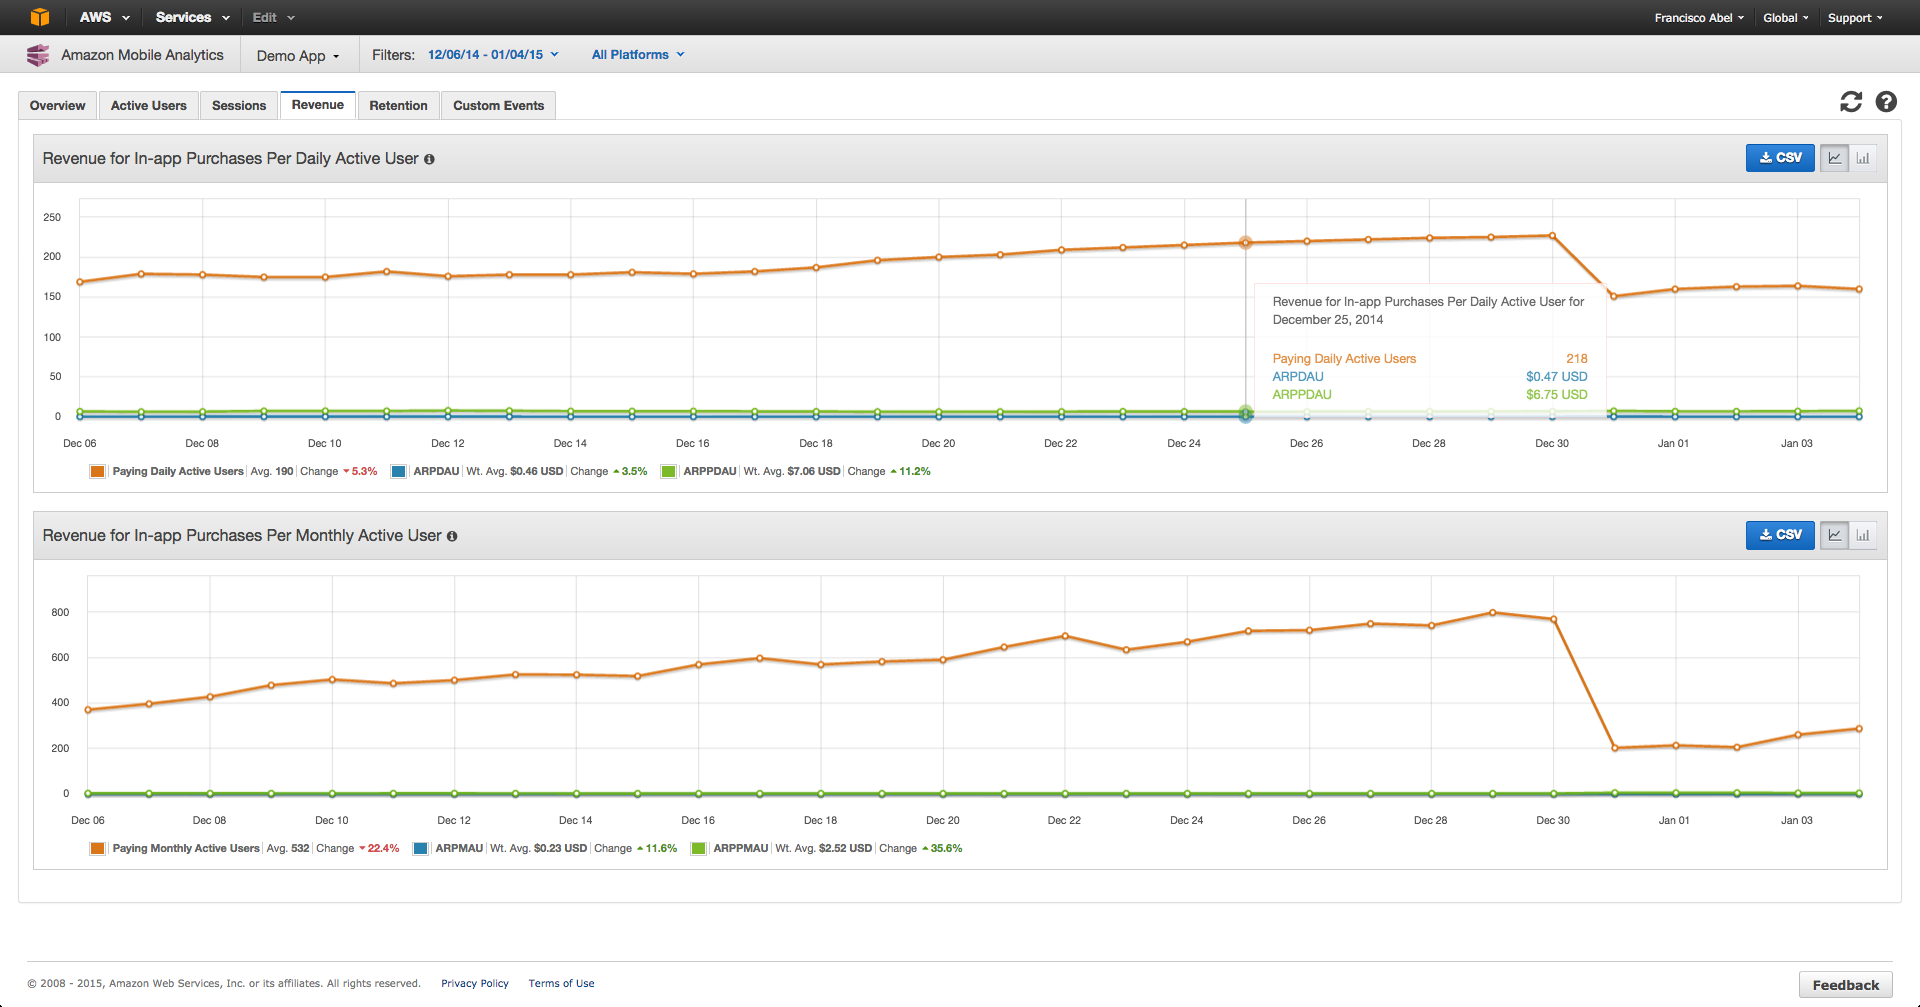 AWS Services Edit Francisco Abel Global Support
Amazon Mobile Analytics Demo App Filters: 12/06/14 - 01/04/15 All Platforms
Overview Active Users Sessions Revenue Retention Custom Events
Revenue for In-app Purchases Per Daily Active User CSV
250
200
150
100
50
0
Revenue for In-app Purchases Per Daily Active User for
December 25, 2014
Paying Daily Active Users 218
ARPDAU $0.47 USD
ARPPDAU $6.75 USD
Dec 06 Dec 08 Dec 10 Dec 12 Dec 14 Dec 16 Dec 18 Dec 20 Dec 22 Dec 24 Dec 26 Dec 28 Dec 30 Jan 01 Jan 03
Paying Daily Active Users Avg. 190 Change 5.3% ARPDAU Wt. Avg. $0.46 USD Change 3.5% ARPPDAU Wt. Avg. $7.06 USD Change 11.2%
Revenue for In-app Purchases Per Monthly Active User CSV
800
600
400
200
0
Dec 06 Dec 08 Dec 10 Dec 12 Dec 14 Dec 16 Dec 18 Dec 20 Dec 22 Dec 24 Dec 26 Dec 28 Dec 30 Jan 01 Jan 03
Paying Monthly Active Users Avg. 532 Change 22.4% ARPMAU Wt. Avg. $0.23 USD Change 11.6% ARPPMAU Wt. Avg. $2.52 USD Change 35.6%
© 2008 - 2015, Amazon Web Services, Inc. or its affiliates. All rights reserved. Privacy Policy Terms of Use Feedback